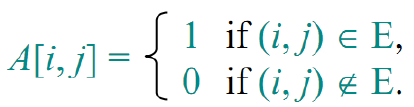 A[i, j] = { 1 if (i, j) ∈ E,
0 if (i, j) ∉ E.